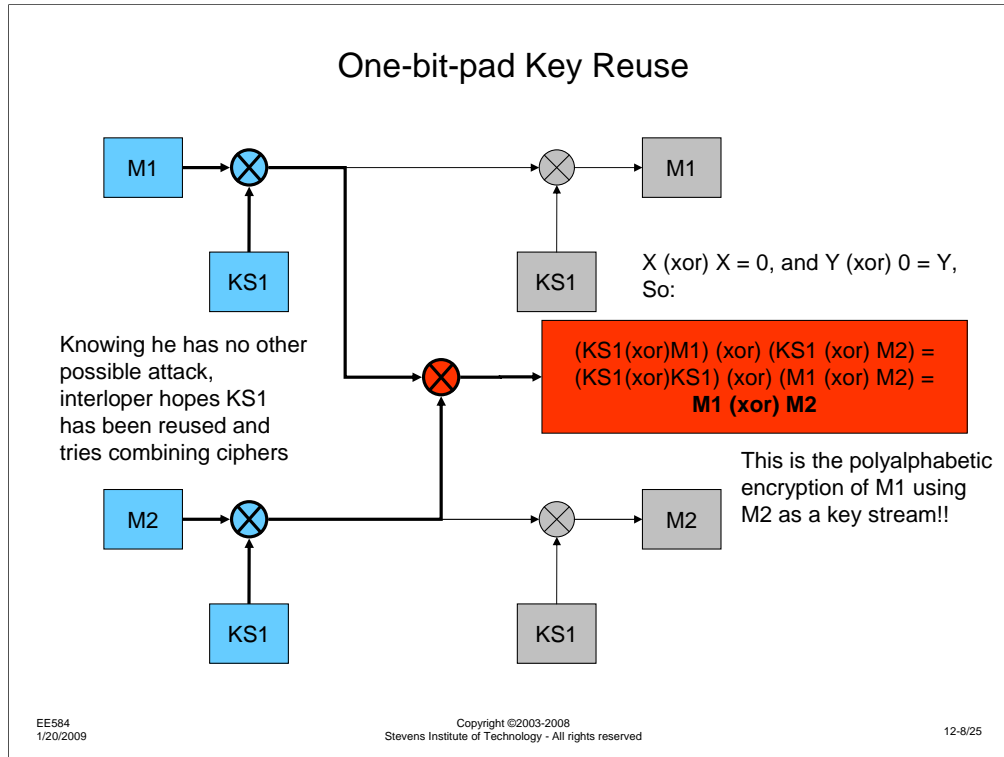 One-bit-pad Key Reuse
M1
M1
KS1
KS1
X (xor) X = 0, and Y (xor) 0 = Y,
So:
Knowing he has no other
possible attack,
interloper hopes KS1
has been reused and
tries combining ciphers
(KS1(xor)M1) (xor) (KS1 (xor) M2) =
(KS1(xor)KS1) (xor) (M1 (xor) M2) =
M1 (xor) M2
This is the polyalphabetic
encryption of M1 using
M2 as a key stream!!
M2
M2
KS1
KS1
EE584
1/20/2009
Copyright ©2003-2008
Stevens Institute of Technology - All rights reserved
12-8/25